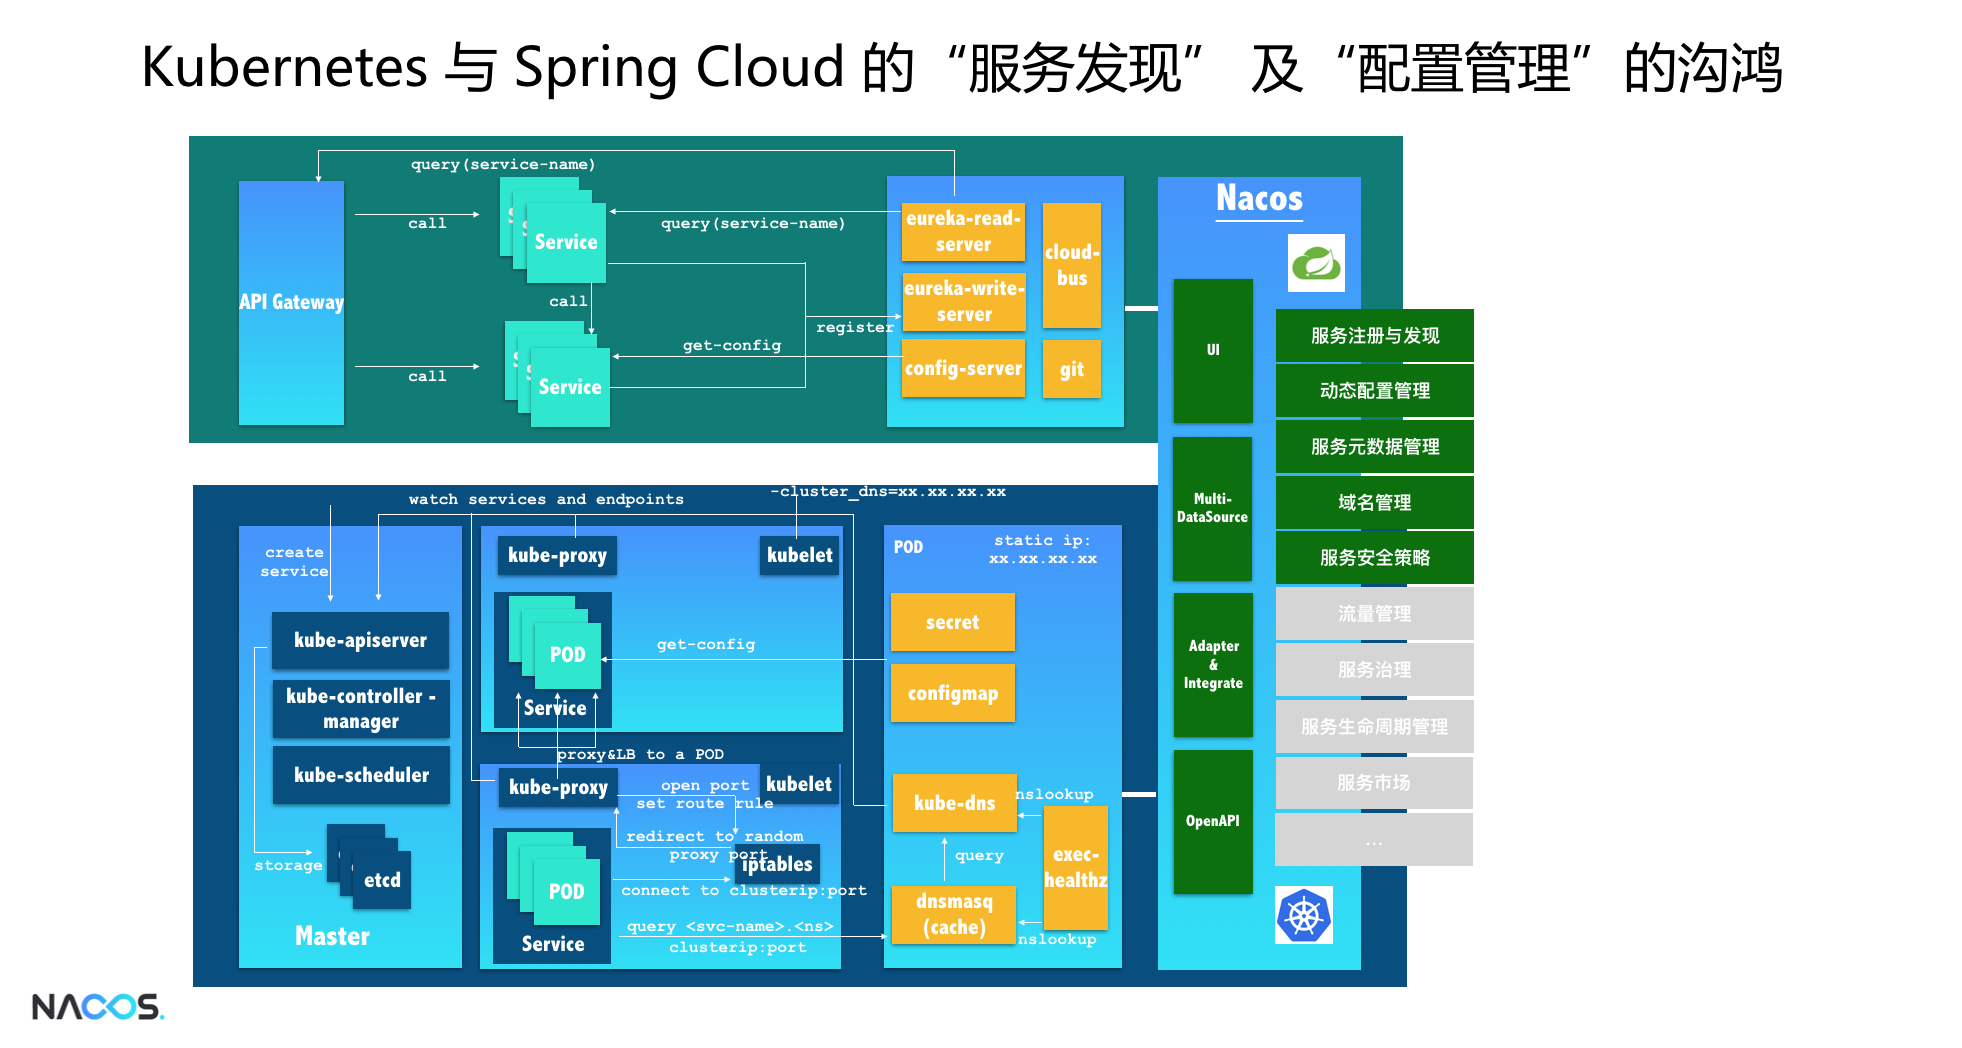 Kubernetes 与 Spring Cloud 的“服务发现” 及“配置管理”的沟鸿
query(service-name)
API Gateway
call
call
Service
call
Service
query(service-name)
register
get-config
eureka-read-
server
eureka-write-
server
config-server
cloud-
bus
git
watch services and endpoints
-cluster_dns=xx.xx.xx.xx
create
service
kube-apiserver
kube-controller -
manager
kube-scheduler
storage
etcd
Master
kube-proxy
kubelet
POD
Service
get-config
proxy&LB to a POD
kube-proxy
kubelet
open port
set route rule
redirect to random
proxy port
iptables
connect to clusterip:port
POD
Service
query <svc-name>.<ns>
clusterip:port
POD
static ip:
xx.xx.xx.xx
secret
configmap
kube-dns
nslookup
query
exec-
healthz
dnsmasq
(cache)
nslookup
Nacos
UI
Multi-
DataSource
Adapter
&
Integrate
OpenAPI
服务注册与发现
动态配置管理
服务元数据管理
域名管理
服务安全策略
流量管理
服务治理
服务生命周期管理
服务市场
...
NACOS.